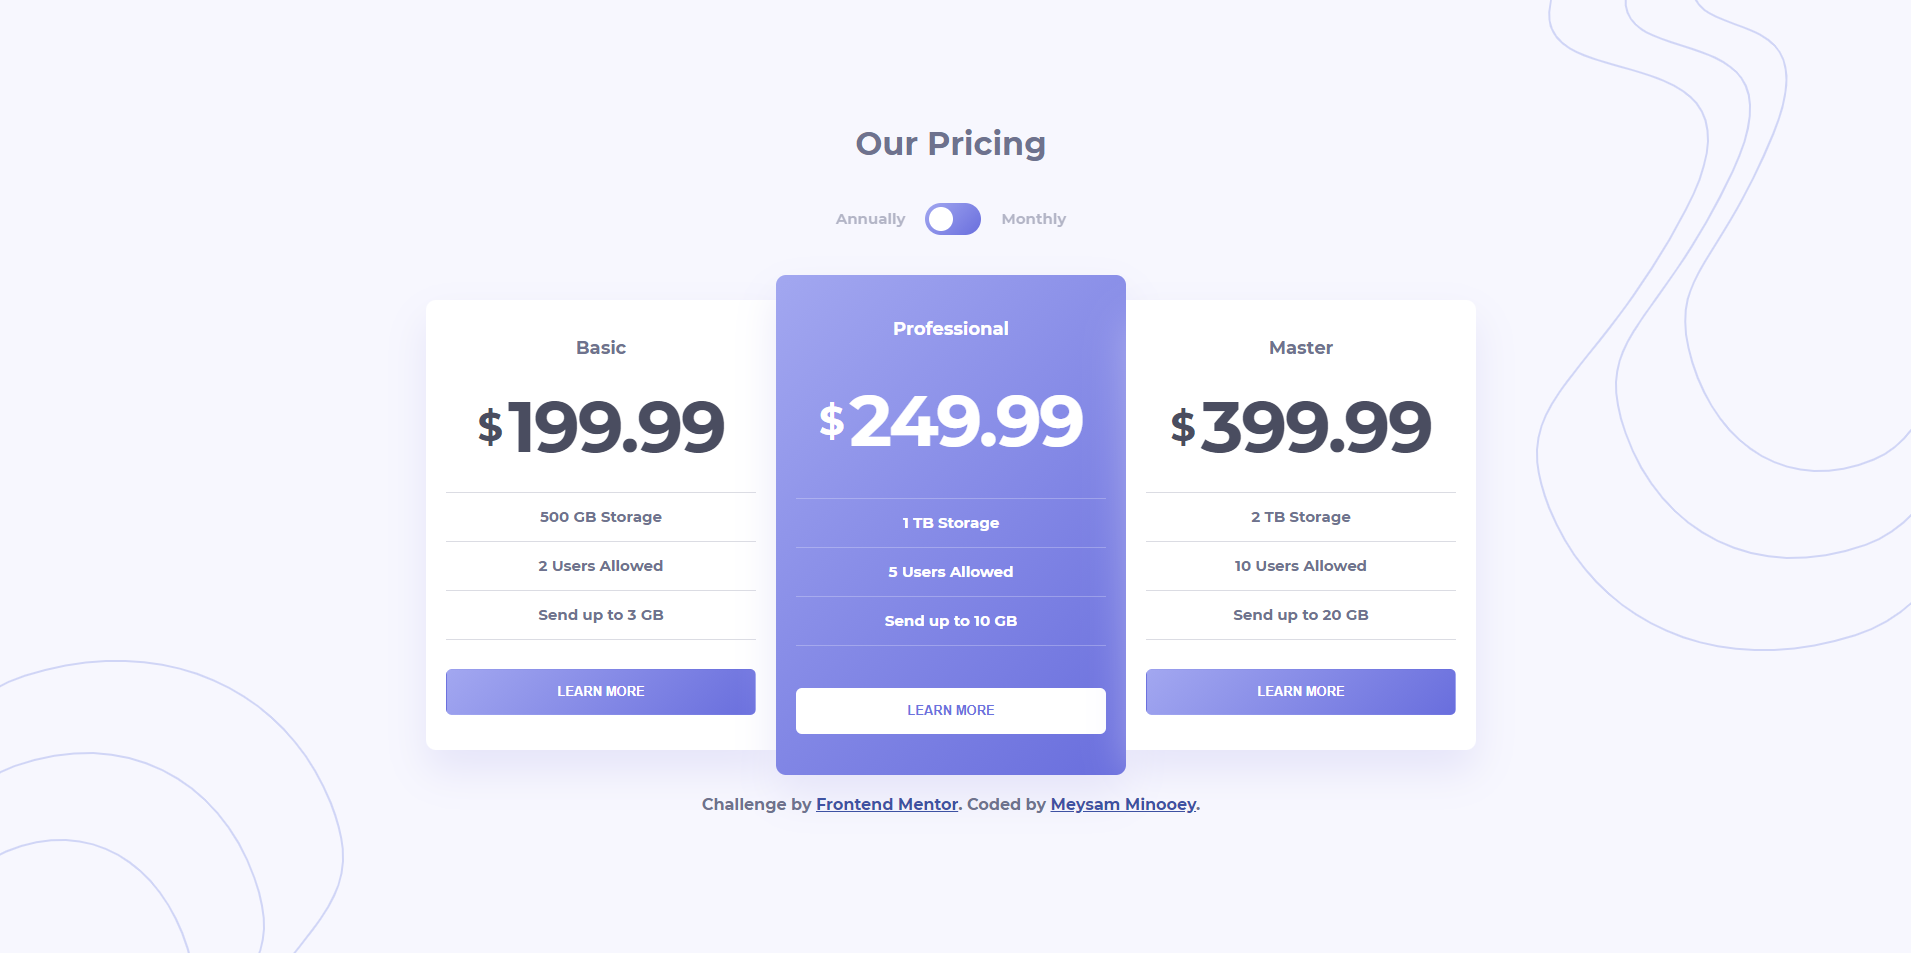 Our Pricing
Annually Monthly
Basic
$199.99
500 GB Storage
2 Users Allowed
Send up to 3 GB
LEARN MORE
Professional
$249.99
1 TB Storage
5 Users Allowed
Send up to 10 GB
LEARN MORE
Master
$399.99
2 TB Storage
10 Users Allowed
Send up to 20 GB
LEARN MORE
Challenge by Frontend Mentor. Coded by Meysam Minooey.